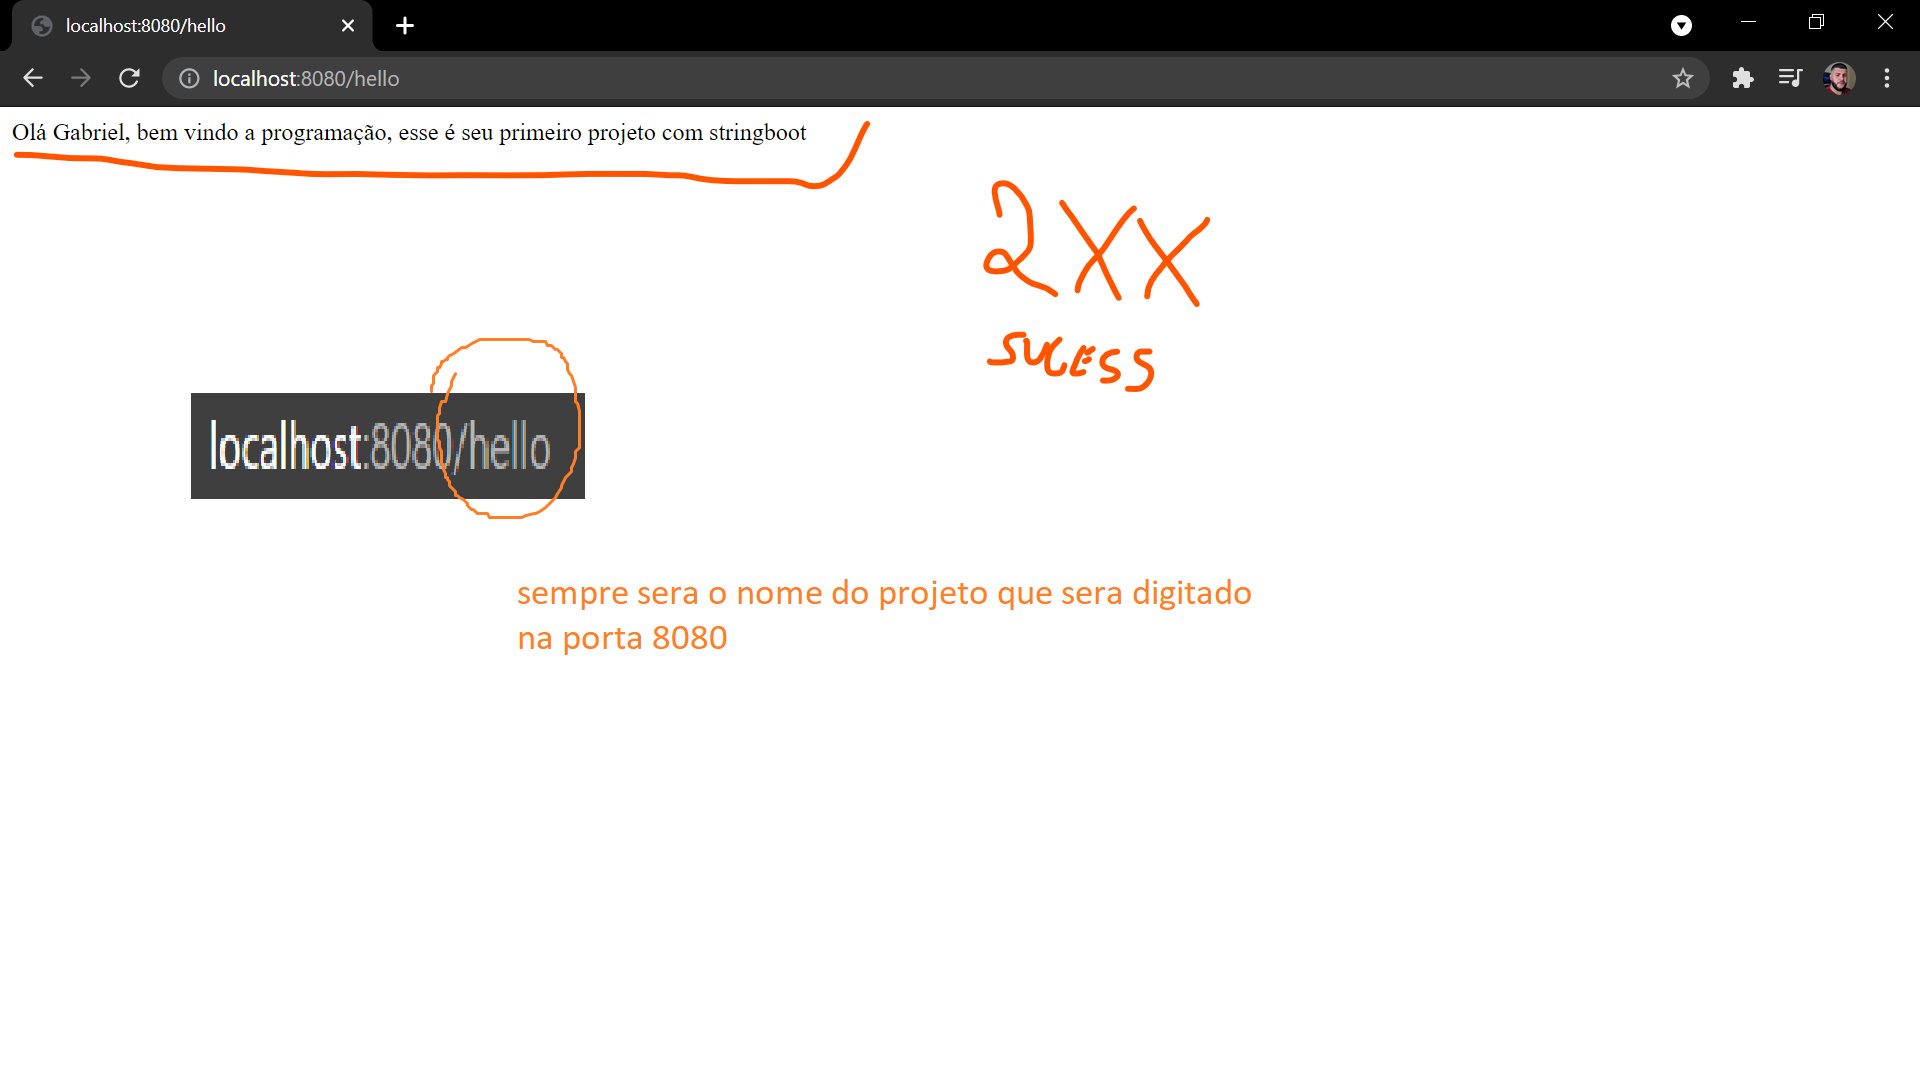 localhost:8080/hello
localhost:8080/hello
Olá Gabriel, bem vindo a programação, esse é seu primeiro projeto com stringboot
2XX
SUCESS
localhost:8080/hello
sempre sera o nome do projeto que sera digitado
na porta 8080